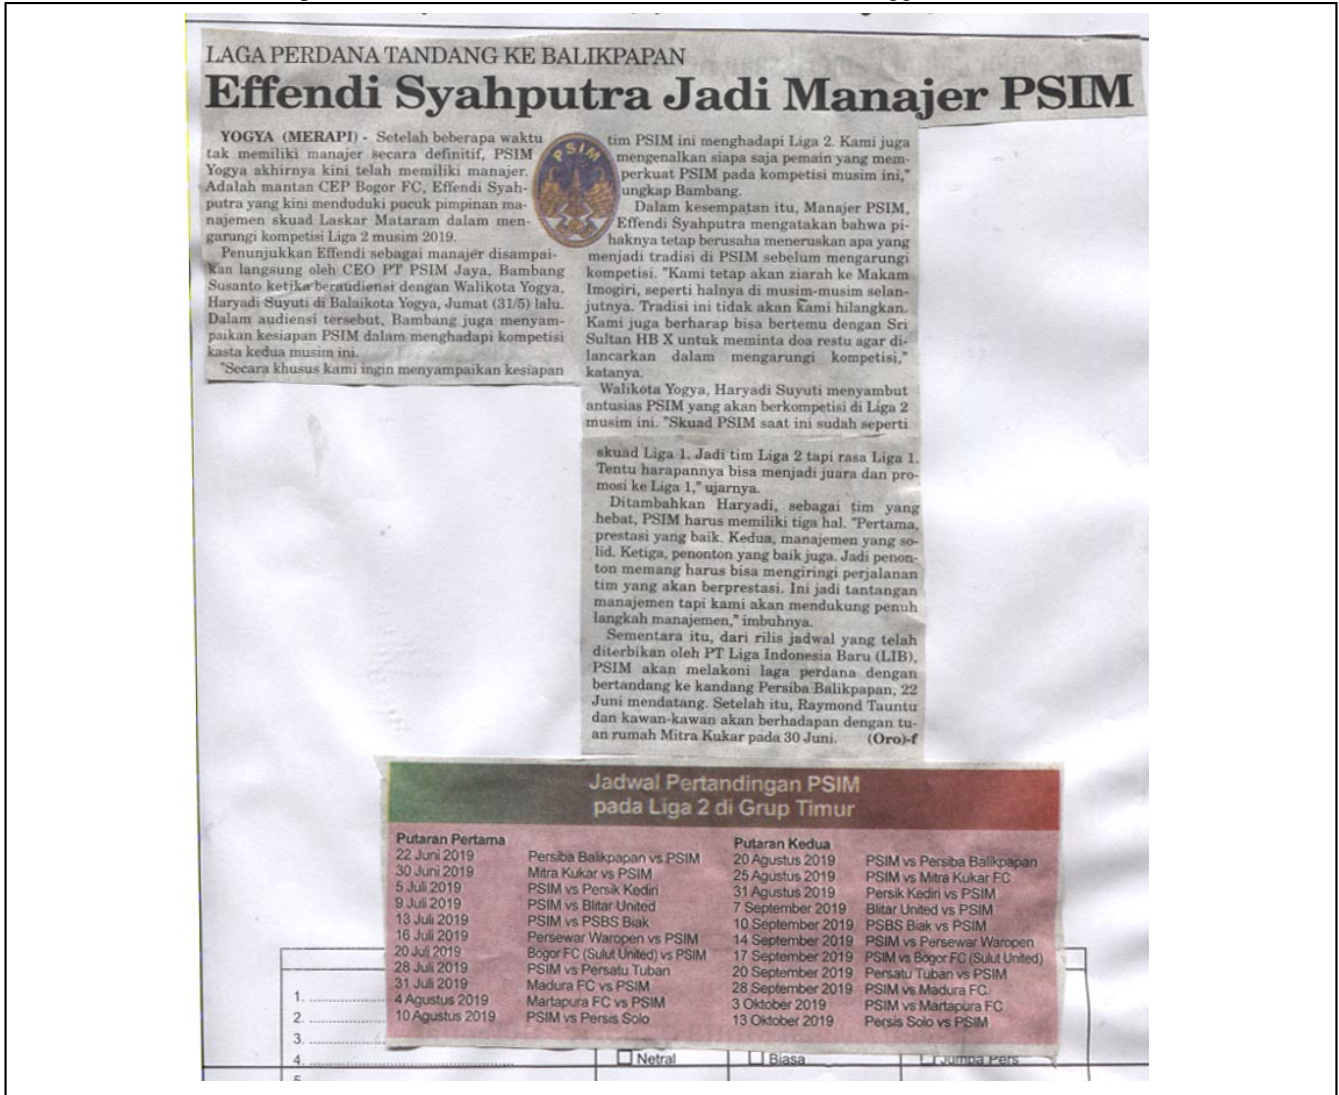 LAGA PERDANA TANDANG KE BALIKPAPAN
Effendi Syahputra Jadi Manajer PSIM
YOGYA (MERAPI) - Setelah beberapa waktu
tak memiliki manajer secara definitif, PSIM
Yogya akhirnya kini telah memiliki manajer.
Adalah mantan CEP Bogor FC, Effendi Syah-
putra yang kini menduduki pucuk pimpinan ma-
najemen skuad Laskar Mataram dalam men-
garungi kompetisi Liga 2 musim 2019.
Penunjukkan Effendi sebagai manajer disampai-
kan langsung oleh CEO PT PSIM Jaya, Bambang
Susanto ketika beraudiensi dengan Walikota Yogya,
Haryadi Suyuti di Balaikota Yogya, Jumat (31/5) lalu.
Dalam audiensi tersebut, Bambang juga menyam-
paikan kesiapan PSIM dalam menghadapi kompetisi
kasta kedua musim ini.
"Secara khusus kami ingin menyampaikan kesiapan
PSIM
tim PSIM ini menghadapi Liga 2. Kami juga
mengenalkan siapa saja pemain yang mem-
perkuat PSIM pada kompetisi musim ini,"
ungkap Bambang.
Dalam kesempatan itu, Manajer PSIM,
Effendi Syahputra mengatakan bahwa pi-
haknya tetap berusaha meneruskan apa yang
menjadi tradisi di PSIM sebelum mengarungi
kompetisi. "Kami tetap akan ziarah ke Makam
Imogiri, seperti halnya di musim-musim selan-
jutnya. Tradisi ini tidak akan kami hilangkan.
Kami juga berharap bisa bertemu dengan Sri
Sultan HB X untuk meminta doa restu agar di-
lancarkan dalam mengarungi kompetisi,"
katanya.
Walikota Yogya, Haryadi Suyuti menyambut
antusias PSIM yang akan berkompetisi di Liga 2
musim ini. "Skuad PSIM saat ini sudah seperti
skuad Liga 1. Jadi tim Liga 2 tapi rasa Liga 1.
Tentu harapannya bisa menjadi juara dan pro-
mosi ke Liga 1," ujarnya.
Ditambahkan Haryadi, sebagai tim yang
hebat, PSIM harus memiliki tiga hal. "Pertama,
prestasi yang baik. Kedua, manajemen yang so-
lid. Ketiga, penonton yang baik juga. Jadi penon-
ton memang harus bisa mengiringi perjalanan
tim yang akan berprestasi. Ini jadi tantangan
manajemen tapi kami akan mendukung penuh
langkah manajemen," imbuhnya.
Sementara itu, dari rilis jadwal yang telah
diterbikan oleh PT Liga Indonesia Baru (LIB),
PSIM akan melakoni laga perdana dengan
bertandang ke kandang Persiba Balikpapan, 22
Juni mendatang. Setelah itu, Raymond Tauntu
dan kawan-kawan akan berhadapan dengan tu-
an rumah Mitra Kukar pada 30 Juni. (Oro)-f
Jadwal Pertandingan PSIM
pada Liga 2 di Grup Timur
Putaran Pertama
22 Juni 2019 Persiba Balikpapan vs PSIM
30 Juni 2019 Mitra Kukar vs PSIM
5 Juli 2019 PSIM vs Persik Kediri
9 Juli 2019 PSIM vs Blitar United
13 Juli 2019 PSIM vs PSBS Biak
16 Juli 2019 Persewar Waropen vs PSIM
20 Juli 2019 Bogor FC (Sulut United) vs PSIM
28 Juli 2019 PSIM vs Persatu Tuban
31 Juli 2019 Madura FC vs PSIM
4 Agustus 2019 Martapura FC vs PSIM
10 Agustus 2019 PSIM vs Persis Solo
Putaran Kedua
20 Agustus 2019 PSIM vs Persiba Balikpapan
25 Agustus 2019 PSIM vs Mitra Kukar FC
31 Agustus 2019 Persik Kediri vs PSIM
7 September 2019 Blitar United vs PSIM
10 September 2019 PSBS Biak vs PSIM
14 September 2019 PSIM vs Persewar Waropen
17 September 2019 PSIM vs Bogor FC (Sulut United)
20 September 2019 Persatu Tuban vs PSIM
28 September 2019 PSIM vs Madura FC
3 Oktober 2019 PSIM vs Martapura FC
13 Oktober 2019 Persis Solo vs PSIM
1.
2.
3.
4.
Netral
Biasa
Jumpa Pers